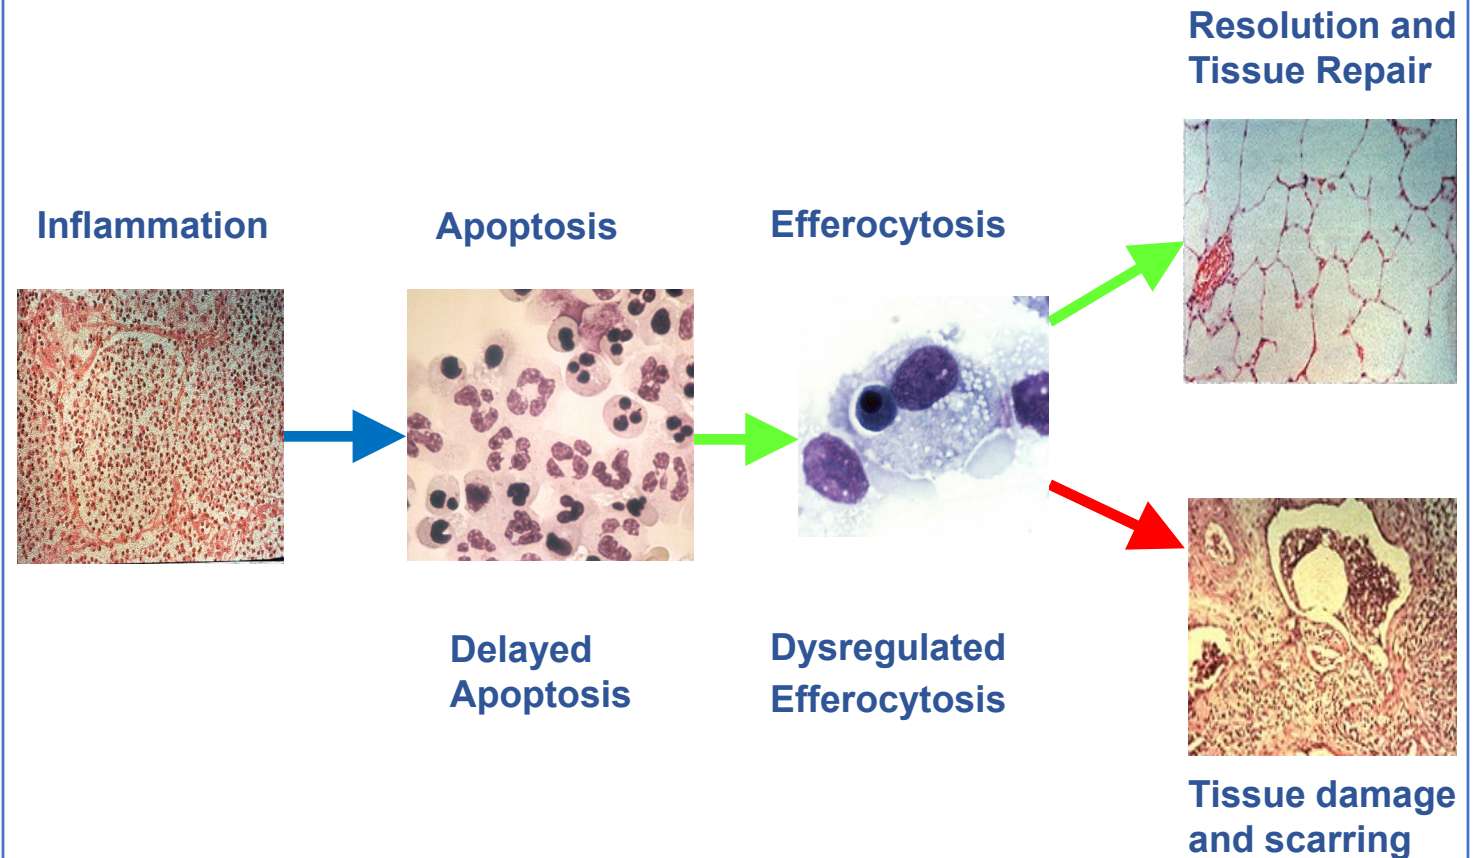 Resolution and
Tissue Repair
Inflammation
Apoptosis
Efferocytosis
Delayed
Apoptosis
Dysregulated
Efferocytosis
Tissue damage
and scarring